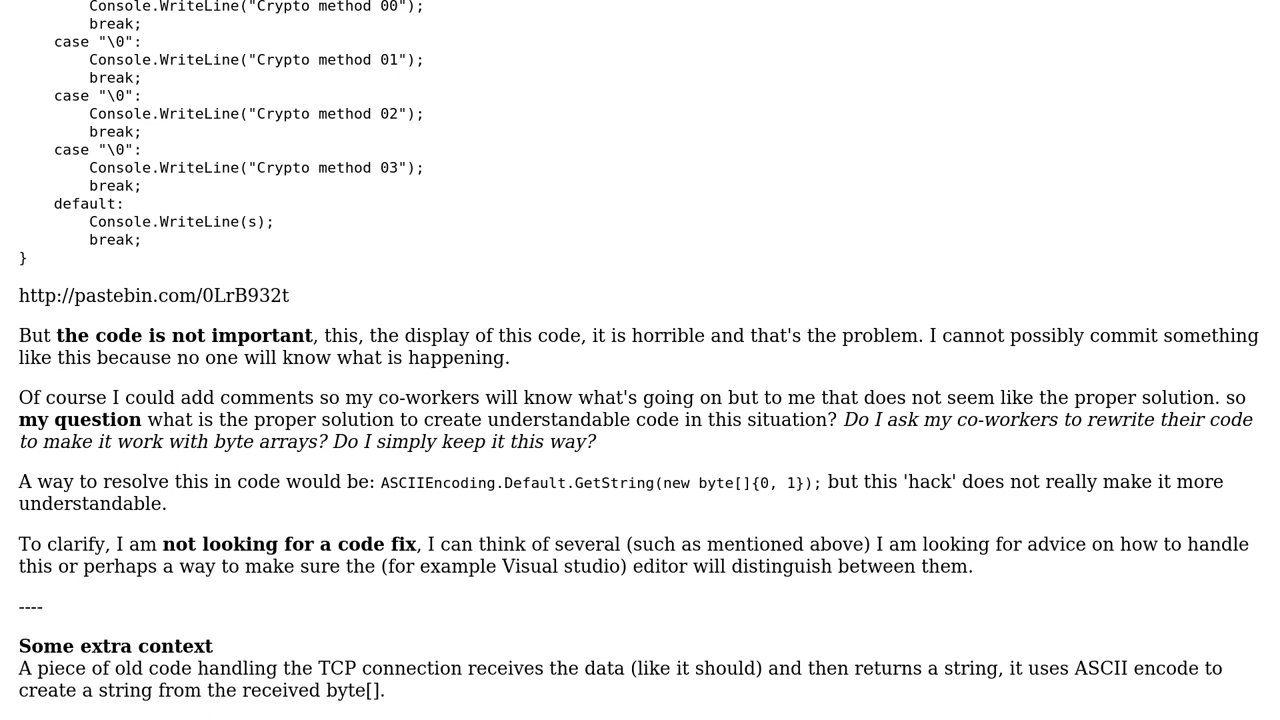 Console.WriteLine("Crypto method 00");
        break;
    case "\0":
        Console.WriteLine("Crypto method 01");
        break;
    case "\0":
        Console.WriteLine("Crypto method 02");
        break;
    case "\0":
        Console.WriteLine("Crypto method 03");
        break;
    default:
        Console.WriteLine(s);
        break;
}
http://pastebin.com/0LrB932t
But the code is not important, this, the display of this code, it is horrible and that's the problem. I cannot possibly commit something
like this because no one will know what is happening.
Of course I could add comments so my co-workers will know what's going on but to me that does not seem like the proper solution. so
my question what is the proper solution to create understandable code in this situation? Do I ask my co-workers to rewrite their code
to make it work with byte arrays? Do I simply keep it this way?
A way to resolve this in code would be: ASCIIEncoding.Default.GetString(new byte[]{0, 1}); but this 'hack' does not really make it more
understandable.
To clarify, I am not looking for a code fix, I can think of several (such as mentioned above) I am looking for advice on how to handle
this or perhaps a way to make sure the (for example Visual studio) editor will distinguish between them.
----
Some extra context
A piece of old code handling the TCP connection receives the data (like it should) and then returns a string, it uses ASCII encode to
create a string from the received byte[].